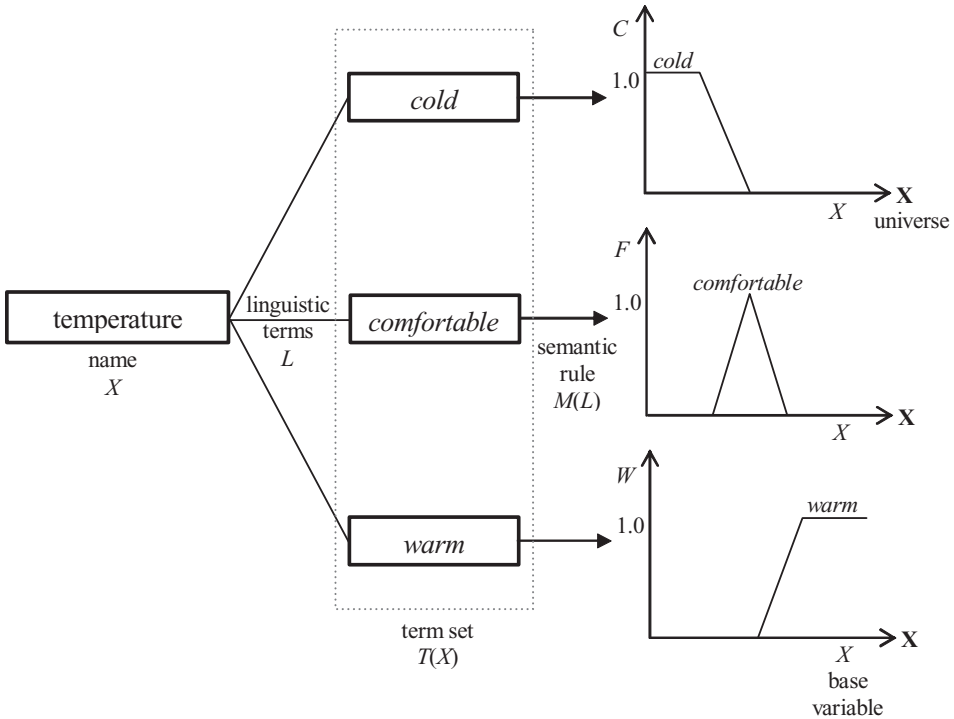 C
cold
1.0
cold
X
X
universe
F
comfortable
1.0
temperature
linguistic
terms
L
comfortable
name
X
semantic
rule
M(L)
X
X
W
warm
1.0
warm
X
X
base
variable
term set
T(X)